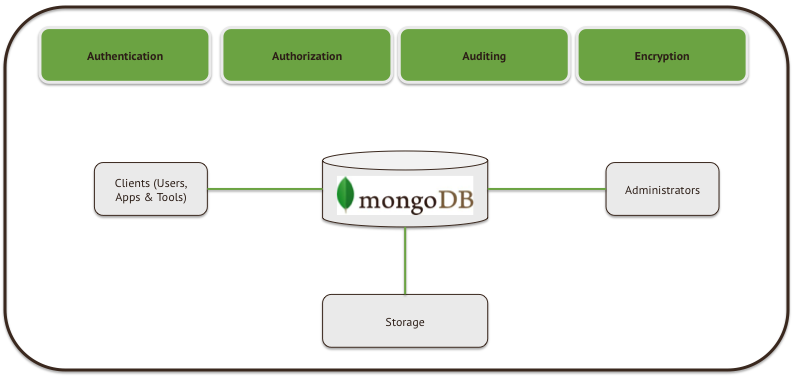 Authentication
Authorization
Auditing
Encryption
Clients (Users,
Apps & Tools)
mongoDB
Administrators
Storage